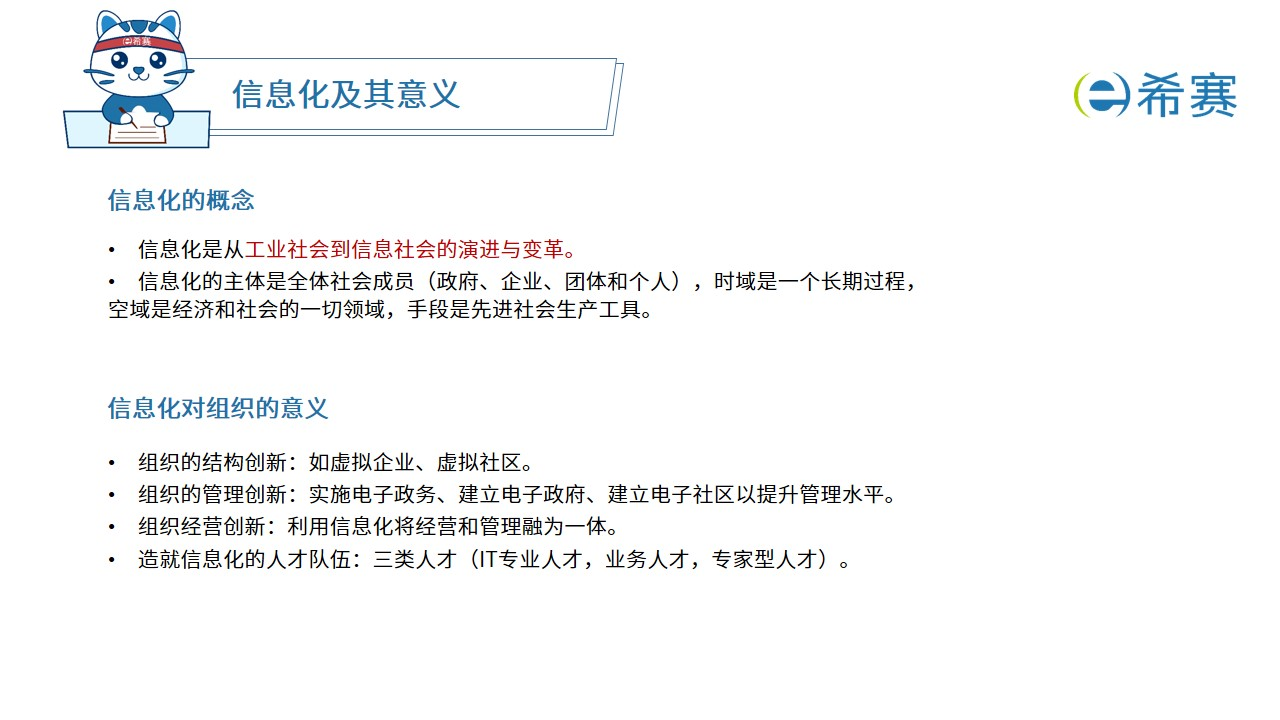 信息化及其意义
希赛
希赛
信息化的概念
• 信息化是从工业社会到信息社会的演进与变革。
• 信息化的主体是全体社会成员（政府、企业、团体和个人），时域是一个长期过程，
空域是经济和社会的一切领域，手段是先进社会生产工具。
信息化对组织的意义
• 组织的结构创新：如虚拟企业、虚拟社区。
• 组织的管理创新：实施电子政务、建立电子政府、建立电子社区以提升管理水平。
• 组织经营创新：利用信息化将经营和管理融为一体。
• 造就信息化的人才队伍：三类人才（IT专业人才，业务人才，专家型人才）。